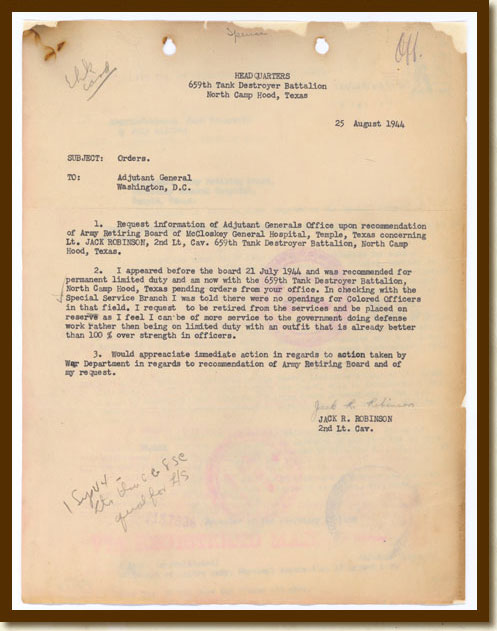 Spencer
Off.
HEADQUARTERS
659th Tank Destroyer Battalion
North Camp Hood, Texas
25 August 1944
SUBJECT: Orders.
TO: Adjutant General
Washington, D.C.
1. Request information of Adjutant Generals Office upon recommendation
of Army Retiring Board of McCloskey General Hospital, Temple, Texas concerning
Lt. JACK ROBINSON, 2nd Lt, Cav. 659th Tank Destroyer Battalion, North Camp
Hood, Texas.
2. I appeared before the board 21 July 1944 and was recommended for
permanent limited duty and am now with the 659th Tank Destroyer Battalion,
North Camp Hood, Texas pending orders from your office. In checking with the
Special Service Branch I was told there were no openings for Colored Officers
in that field. I request to be retired from the services and be placed on
reserve as I feel I can be of more service to the government doing defense
work rather then being on limited duty with an outfit that is already better
than 100 % over strength in officers.
3. Would appreaciate immediate action in regards to action taken by
War Department in regards to recommendation of Army Retiring Board and of
my request.
Jack R. Robinson
JACK R. ROBINSON
2nd Lt. Cav.
1 Sept 44 -
qual for L/S